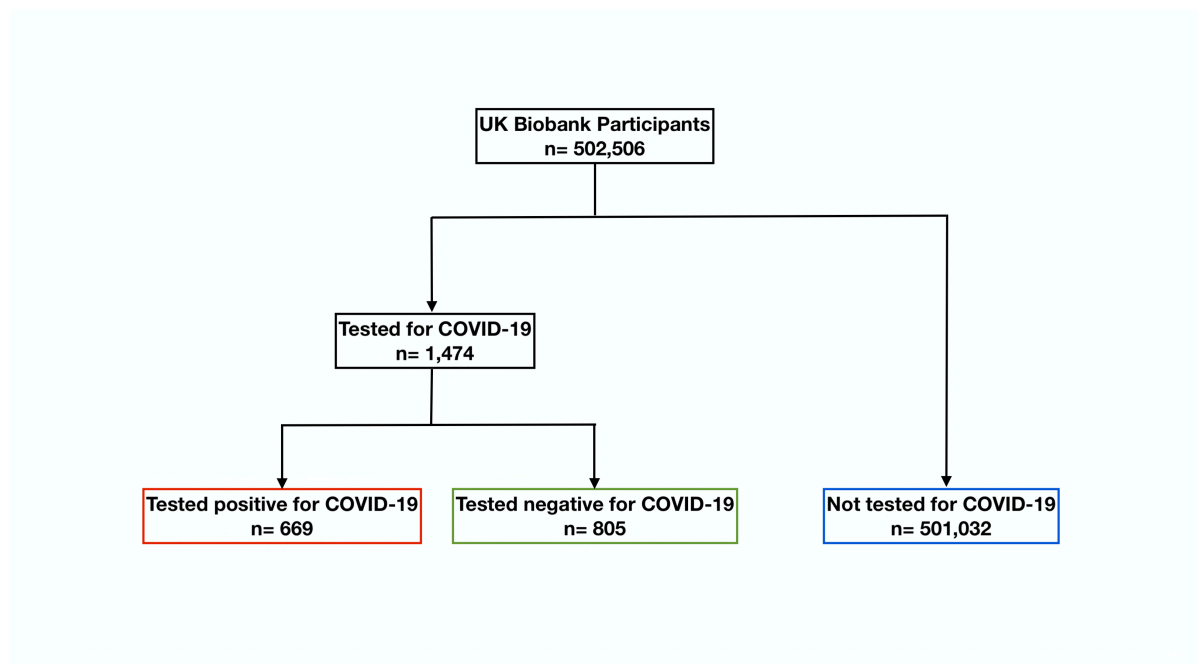 UK Biobank Participants
n= 502,506
Tested for COVID-19
n= 1,474
Tested positive for COVID-19
n= 669
Tested negative for COVID-19
n= 805
Not tested for COVID-19
n= 501,032